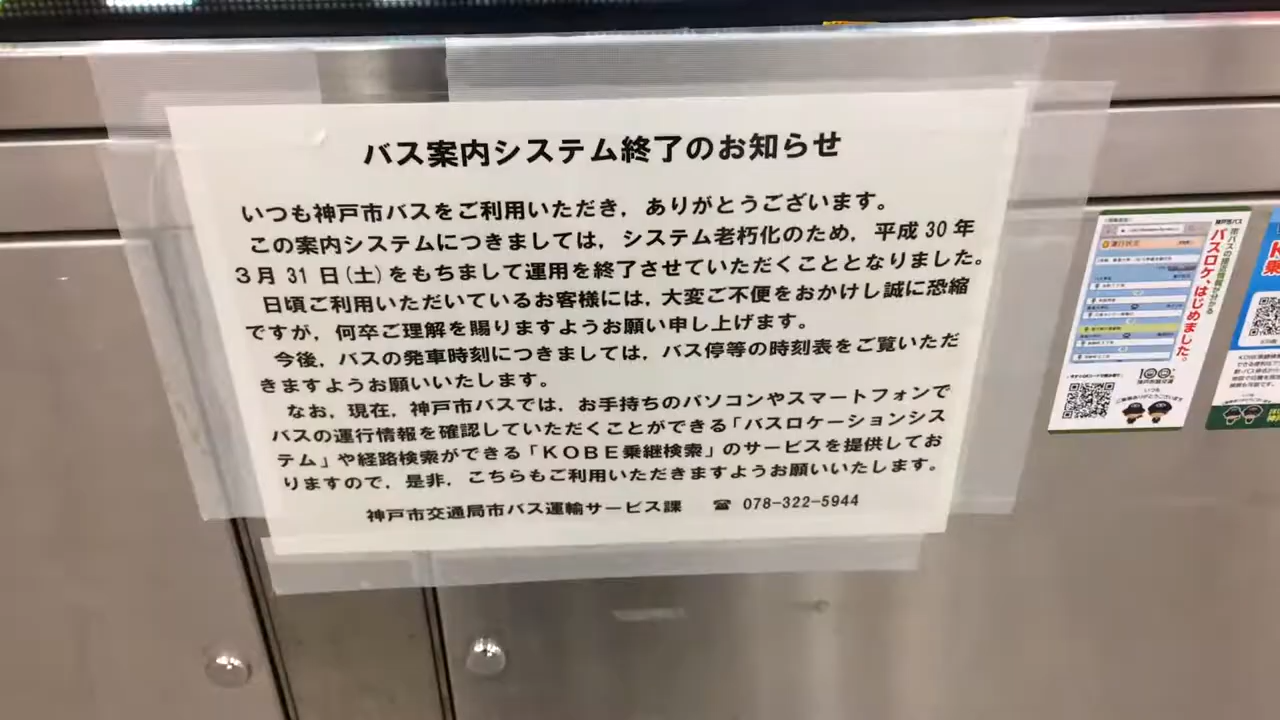 バス案内システム終了のお知らせ
いつも神戸市バスをご利用いただき，ありがとうございます。
この案内システムにつきましては，システム老朽化のため，平成30年
3月31日(土)をもちまして運用を終了させていただくこととなりました。
日頃ご利用いただいているお客様には，大変ご不便をおかけし誠に恐縮
ですが，何卒ご理解を賜りますようお願い申し上げます。
今後，バスの発車時刻につきましては，バス停等の時刻表をご覧いただ
きますようお願いいたします。
なお，現在，神戸市バスでは，お手持ちのパソコンやスマートフォンで
バスの運行情報を確認していただくことができる「バスロケーションシス
テム」や経路検索ができる「KOBE乗継検索」のサービスを提供してお
りますので，是非，こちらもご利用いただきますようお願いいたします。
神戸市交通局市バス運輸サービス課 ☎ 078-322-5944
神戸市バス
バスロケ、はじめました。
運行状況